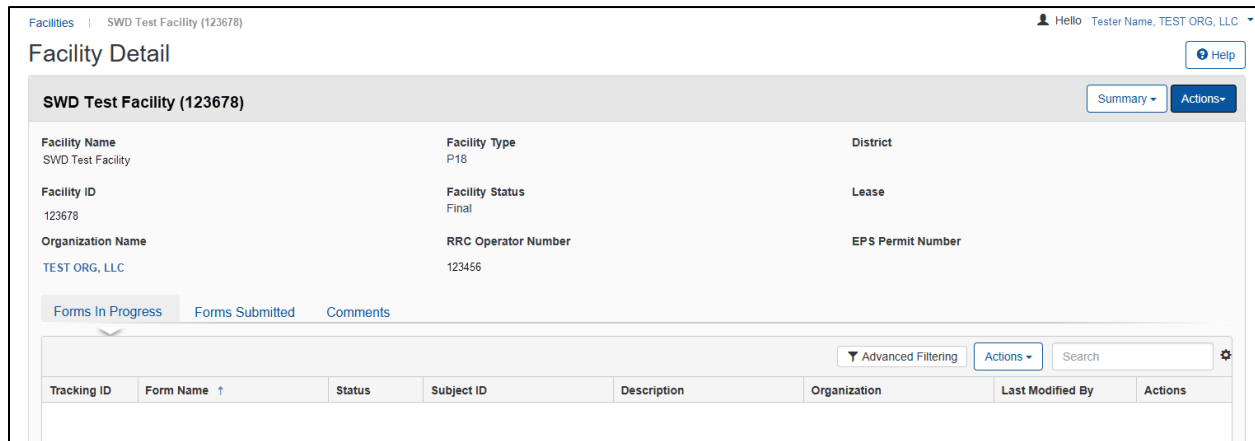 Facilities SWD Test Facility (123678) Hello Tester Name, TEST ORG, LLC
Facility Detail Help
SWD Test Facility (123678) Summary Actions
Facility Name Facility Type District
SWD Test Facility P18
Facility ID Facility Status Lease
123678 Final
Organization Name RRC Operator Number EPS Permit Number
TEST ORG, LLC 123456
Forms In Progress Forms Submitted Comments
Advanced Filtering Actions Search
Tracking ID Form Name ↑ Status Subject ID Description Organization Last Modified By Actions